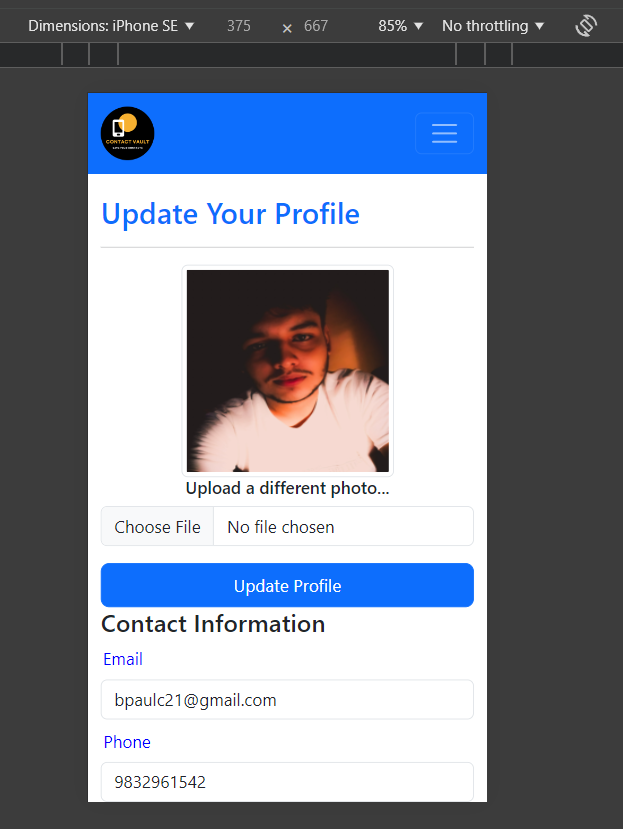 Dimensions: iPhone SE 375 × 667 85% No throttling
CONTACT VAULT
Update Your Profile
Upload a different photo...
Choose File No file chosen
Update Profile
Contact Information
Email
bpaulc21@gmail.com
Phone
9832961542